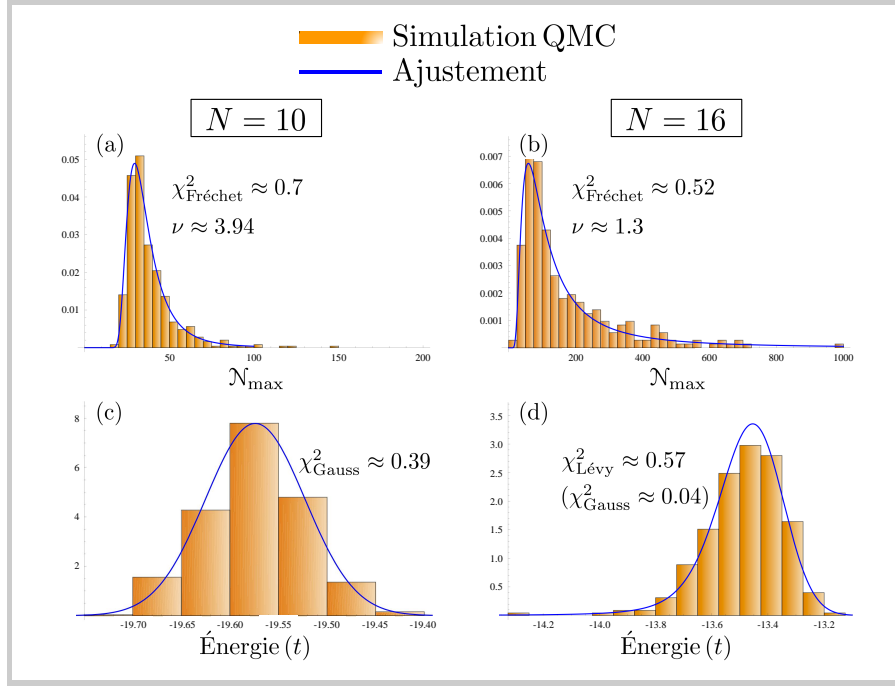 Simulation QMC
Ajustement
N = 10
N = 16
(a)
0.05
0.04
0.03
0.02
0.01
χ²Fréchet ≈ 0.7
ν ≈ 3.94
50 100 150 200
𝒩max
(b)
0.007
0.006
0.005
0.004
0.003
0.002
0.001
χ²Fréchet ≈ 0.52
ν ≈ 1.3
200 400 600 800 1000
𝒩max
(c)
8
6
4
2
χ²Gauss ≈ 0.39
-19.70 -19.65 -19.60 -19.55 -19.50 -19.45 -19.40
Énergie (t)
(d)
3.5
3.0
2.5
2.0
1.5
1.0
0.5
χ²Lévy ≈ 0.57
(χ²Gauss ≈ 0.04)
-14.2 -14.0 -13.8 -13.6 -13.4 -13.2
Énergie (t)